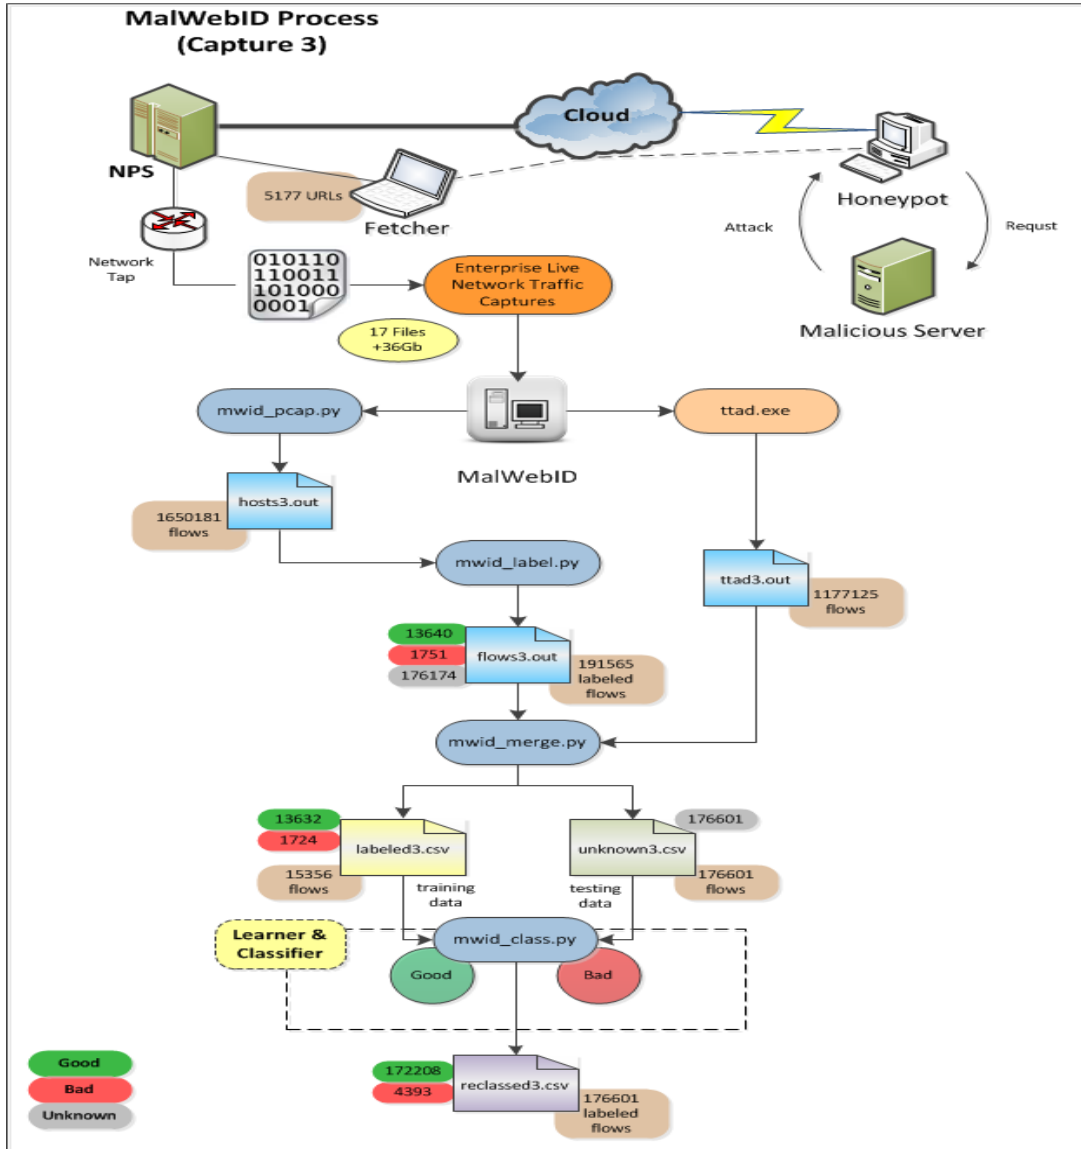 MalWebID Process
(Capture 3)
Cloud
NPS
5177 URLs
Fetcher
Honeypot
Attack
Requst
Network
Tap
010110
110011
101000
0001
Enterprise Live
Network Traffic
Captures
Malicious Server
17 Files
+36Gb
mwid_pcap.py
ttad.exe
MalWebID
hosts3.out
1650181
flows
mwid_label.py
ttad3.out
1177125
flows
13640
1751
176174
flows3.out
191565
labeled
flows
mwid_merge.py
13632
1724
labeled3.csv
15356
flows
training
data
176601
unknown3.csv
176601
flows
testing
data
Learner &
Classifier
mwid_class.py
Good
Bad
172208
4393
reclassed3.csv
176601
labeled
flows
Good
Bad
Unknown